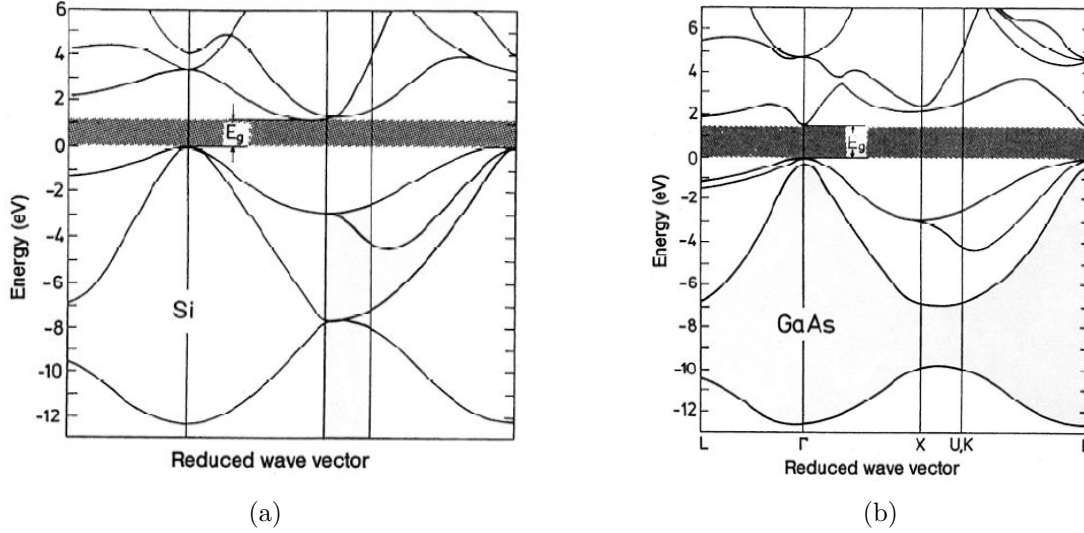 6
4
2
0
-2
-4
-6
-8
-10
-12
Energy (eV)
Eg
Si
Reduced wave vector
(a)
6
4
2
0
-2
-4
-6
-8
-10
-12
Energy (eV)
Eg
GaAs
L Γ X U,K
Reduced wave vector
(b)